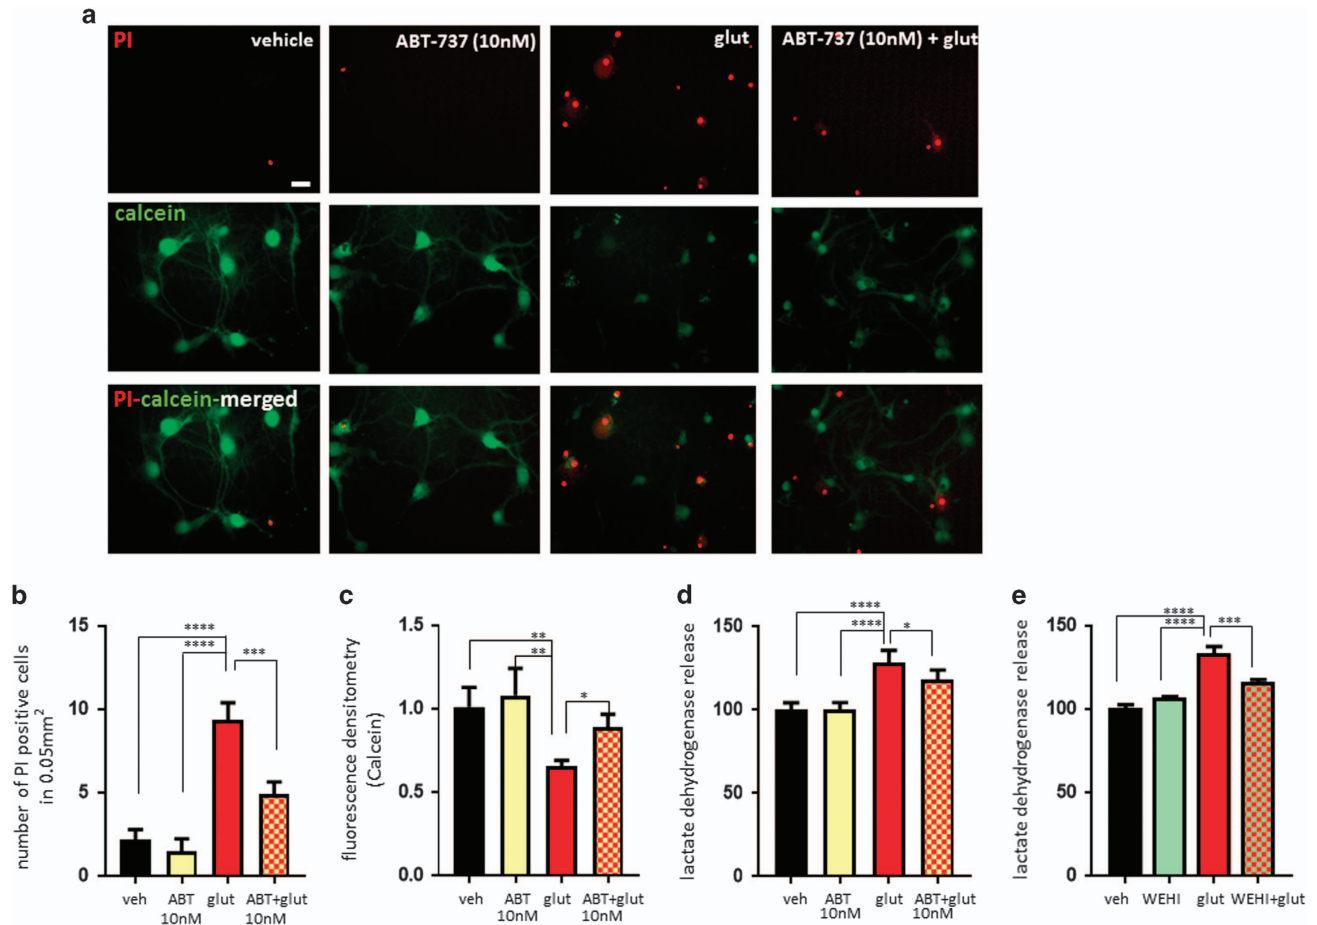 a
PI
vehicle
ABT-737 (10nM)
glut
ABT-737 (10nM) + glut
calcein
PI-calcein-merged
b
number of PI positive cells
in 0.05mm²
15
10
5
0
****
****
***
veh
ABT
10nM
glut
ABT+glut
10nM
c
fluorescence densitometry
(Calcein)
1.5
1.0
0.5
0.0
**
**
*
veh
ABT
10nM
glut
ABT+glut
10nM
d
lactate dehydrogenase release
150
100
50
0
****
****
*
veh
ABT
10nM
glut
ABT+glut
10nM
e
lactate dehydrogenase release
150
100
50
0
****
****
***
veh
WEHI
glut
WEHI+glut